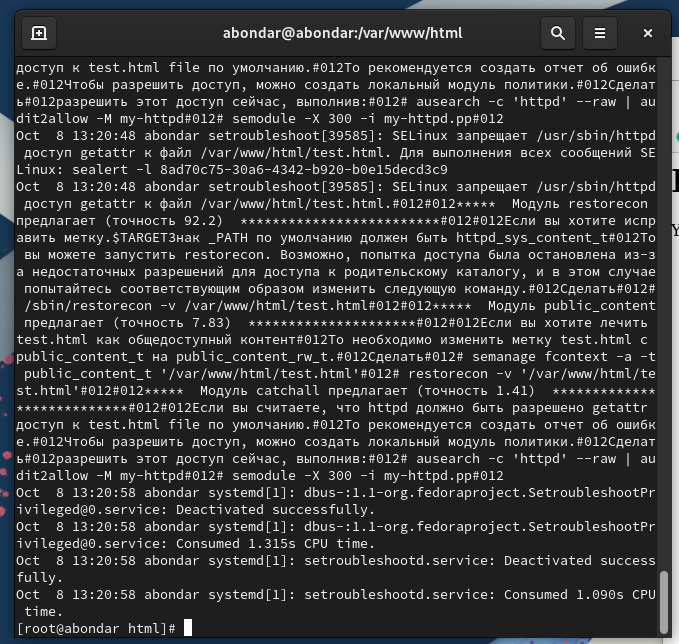 abondar@abondar:/var/www/html
доступ к test.html file по умолчанию.#012То рекомендуется создать отчет об ошибк
е.#012Чтобы разрешить доступ, можно создать локальный модуль политики.#012Сделат
ь#012разрешить этот доступ сейчас, выполнив:#012# ausearch -c 'httpd' --raw | au
dit2allow -M my-httpd#012# semodule -X 300 -i my-httpd.pp#012
Oct  8 13:20:48 abondar setroubleshoot[39585]: SELinux запрещает /usr/sbin/httpd
 доступ getattr к файл /var/www/html/test.html. Для выполнения всех сообщений SE
Linux: sealert -l 8ad70c75-30a6-4342-b920-b0e15decd3c9
Oct  8 13:20:48 abondar setroubleshoot[39585]: SELinux запрещает /usr/sbin/httpd
 доступ getattr к файл /var/www/html/test.html.#012#012*****  Модуль restorecon
предлагает (точность 92.2)  ************************#012#012Если вы хотите испр
авить метку.$TARGETЗнак _PATH по умолчанию должен быть httpd_sys_content_t#012То
 вы можете запустить restorecon. Возможно, попытка доступа была остановлена из-з
а недостаточных разрешений для доступа к родительскому каталогу, и в этом случае
 попытайтесь соответствующим образом изменить следующую команду.#012Сделать#012#
 /sbin/restorecon -v /var/www/html/test.html#012#012*****  Модуль public_content
 предлагает (точность 7.83)  *********************#012#012Если вы хотите лечить
test.html как общедоступный контент#012То необходимо изменить метку test.html с
public_content_t на public_content_rw_t.#012Сделать#012# semanage fcontext -a -t
 public_content_t '/var/www/html/test.html'#012# restorecon -v '/var/www/html/te
st.html'#012#012*****  Модуль catchall предлагает (точность 1.41)  *************
**************#012#012Если вы считаете, что httpd должно быть разрешено getattr
доступ к test.html file по умолчанию.#012То рекомендуется создать отчет об ошибк
е.#012Чтобы разрешить доступ, можно создать локальный модуль политики.#012Сделат
ь#012разрешить этот доступ сейчас, выполнив:#012# ausearch -c 'httpd' --raw | au
dit2allow -M my-httpd#012# semodule -X 300 -i my-httpd.pp#012
Oct  8 13:20:58 abondar systemd[1]: dbus-:1.1-org.fedoraproject.SetroubleshootPr
ivileged@0.service: Deactivated successfully.
Oct  8 13:20:58 abondar systemd[1]: dbus-:1.1-org.fedoraproject.SetroubleshootPr
ivileged@0.service: Consumed 1.315s CPU time.
Oct  8 13:20:58 abondar systemd[1]: setroubleshootd.service: Deactivated success
fully.
Oct  8 13:20:58 abondar systemd[1]: setroubleshootd.service: Consumed 1.090s CPU
 time.
[root@abondar html]#